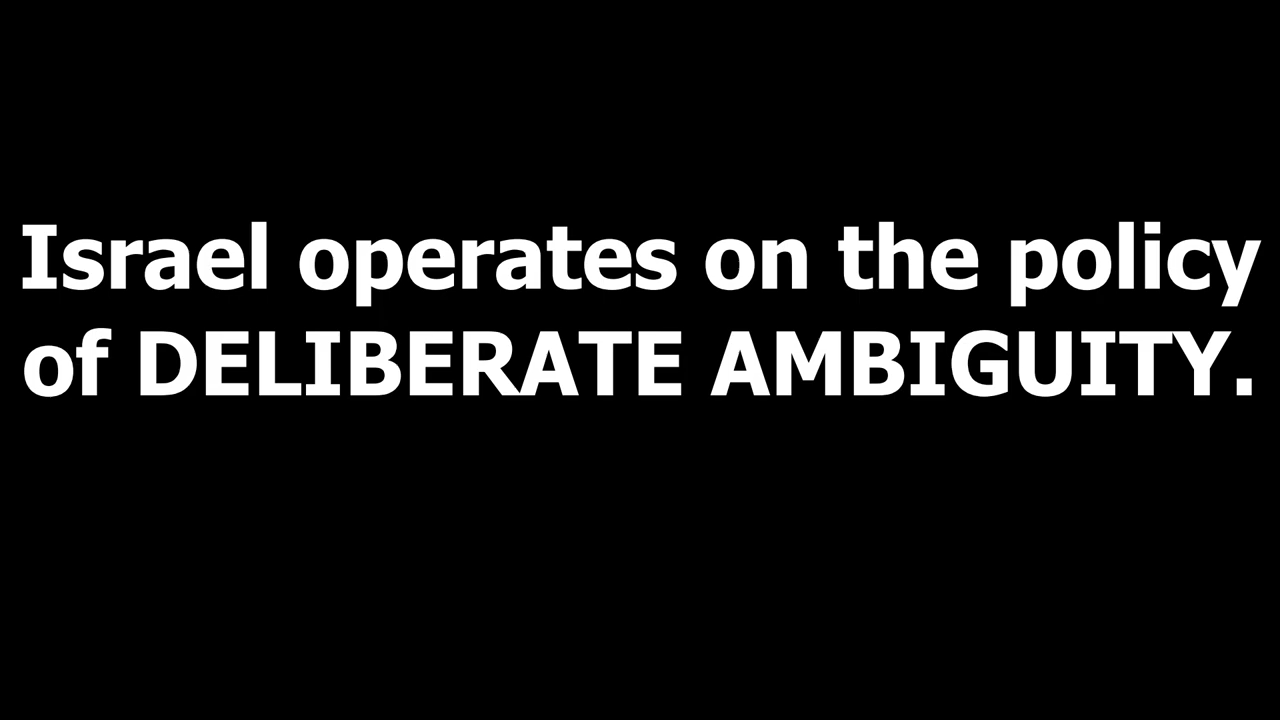 Israel operates on the policy
of DELIBERATE AMBIGUITY.